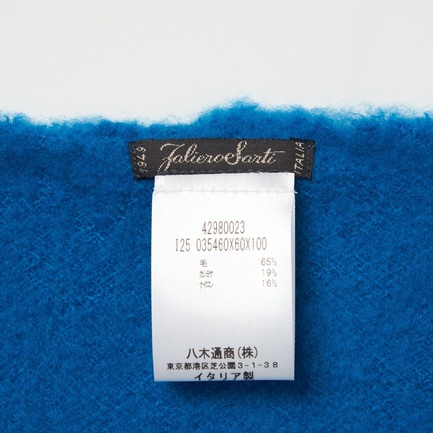 1949
Faliero Sarti
ITALIA
42980023
I25 035460X60X100
毛 65%
カシミヤ 19%
ナイロン 16%
八木通商(株)
東京都港区芝公園3-1-38
イタリア製